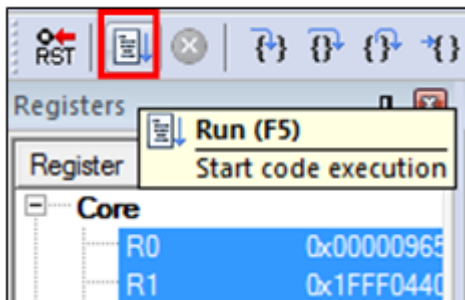 RST
{} {} {} {}
Registers
Run (F5)
Register
Start code execution
Core
R0 0x00000965
R1 0x1FFF0440